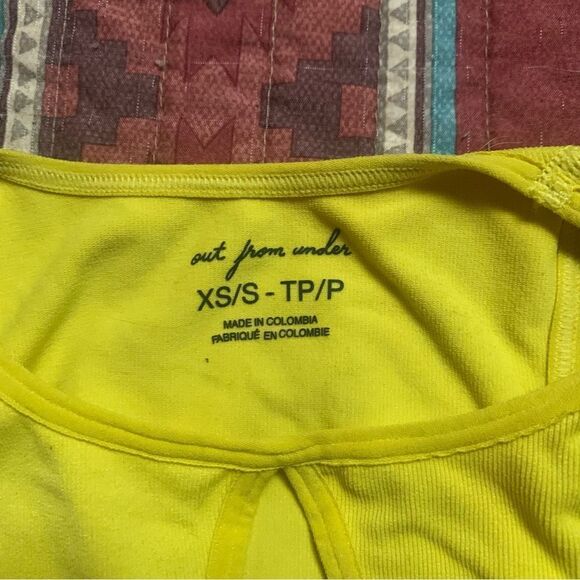 out from under
XS/S - TP/P
MADE IN COLOMBIA
FABRIQUÉ EN COLOMBIE